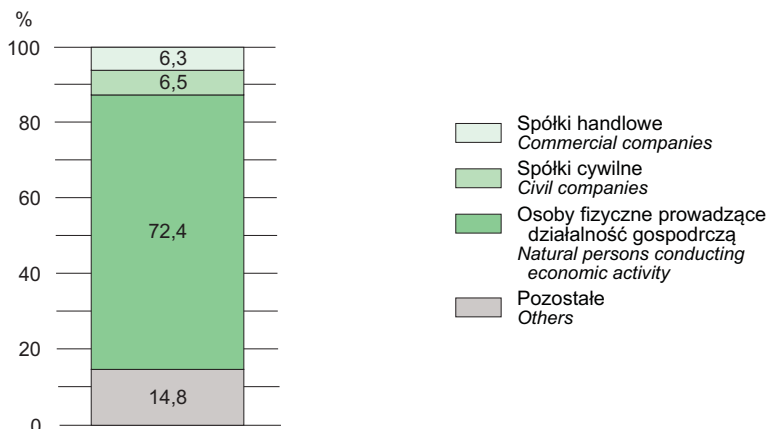 %
100
80
60
40
20
0
6,3
6,5
72,4
14,8
Spółki handlowe
Commercial companies
Spółki cywilne
Civil companies
Osoby fizyczne prowadzące
działalność gospodrczą
Natural persons conducting
economic activity
Pozostałe
Others